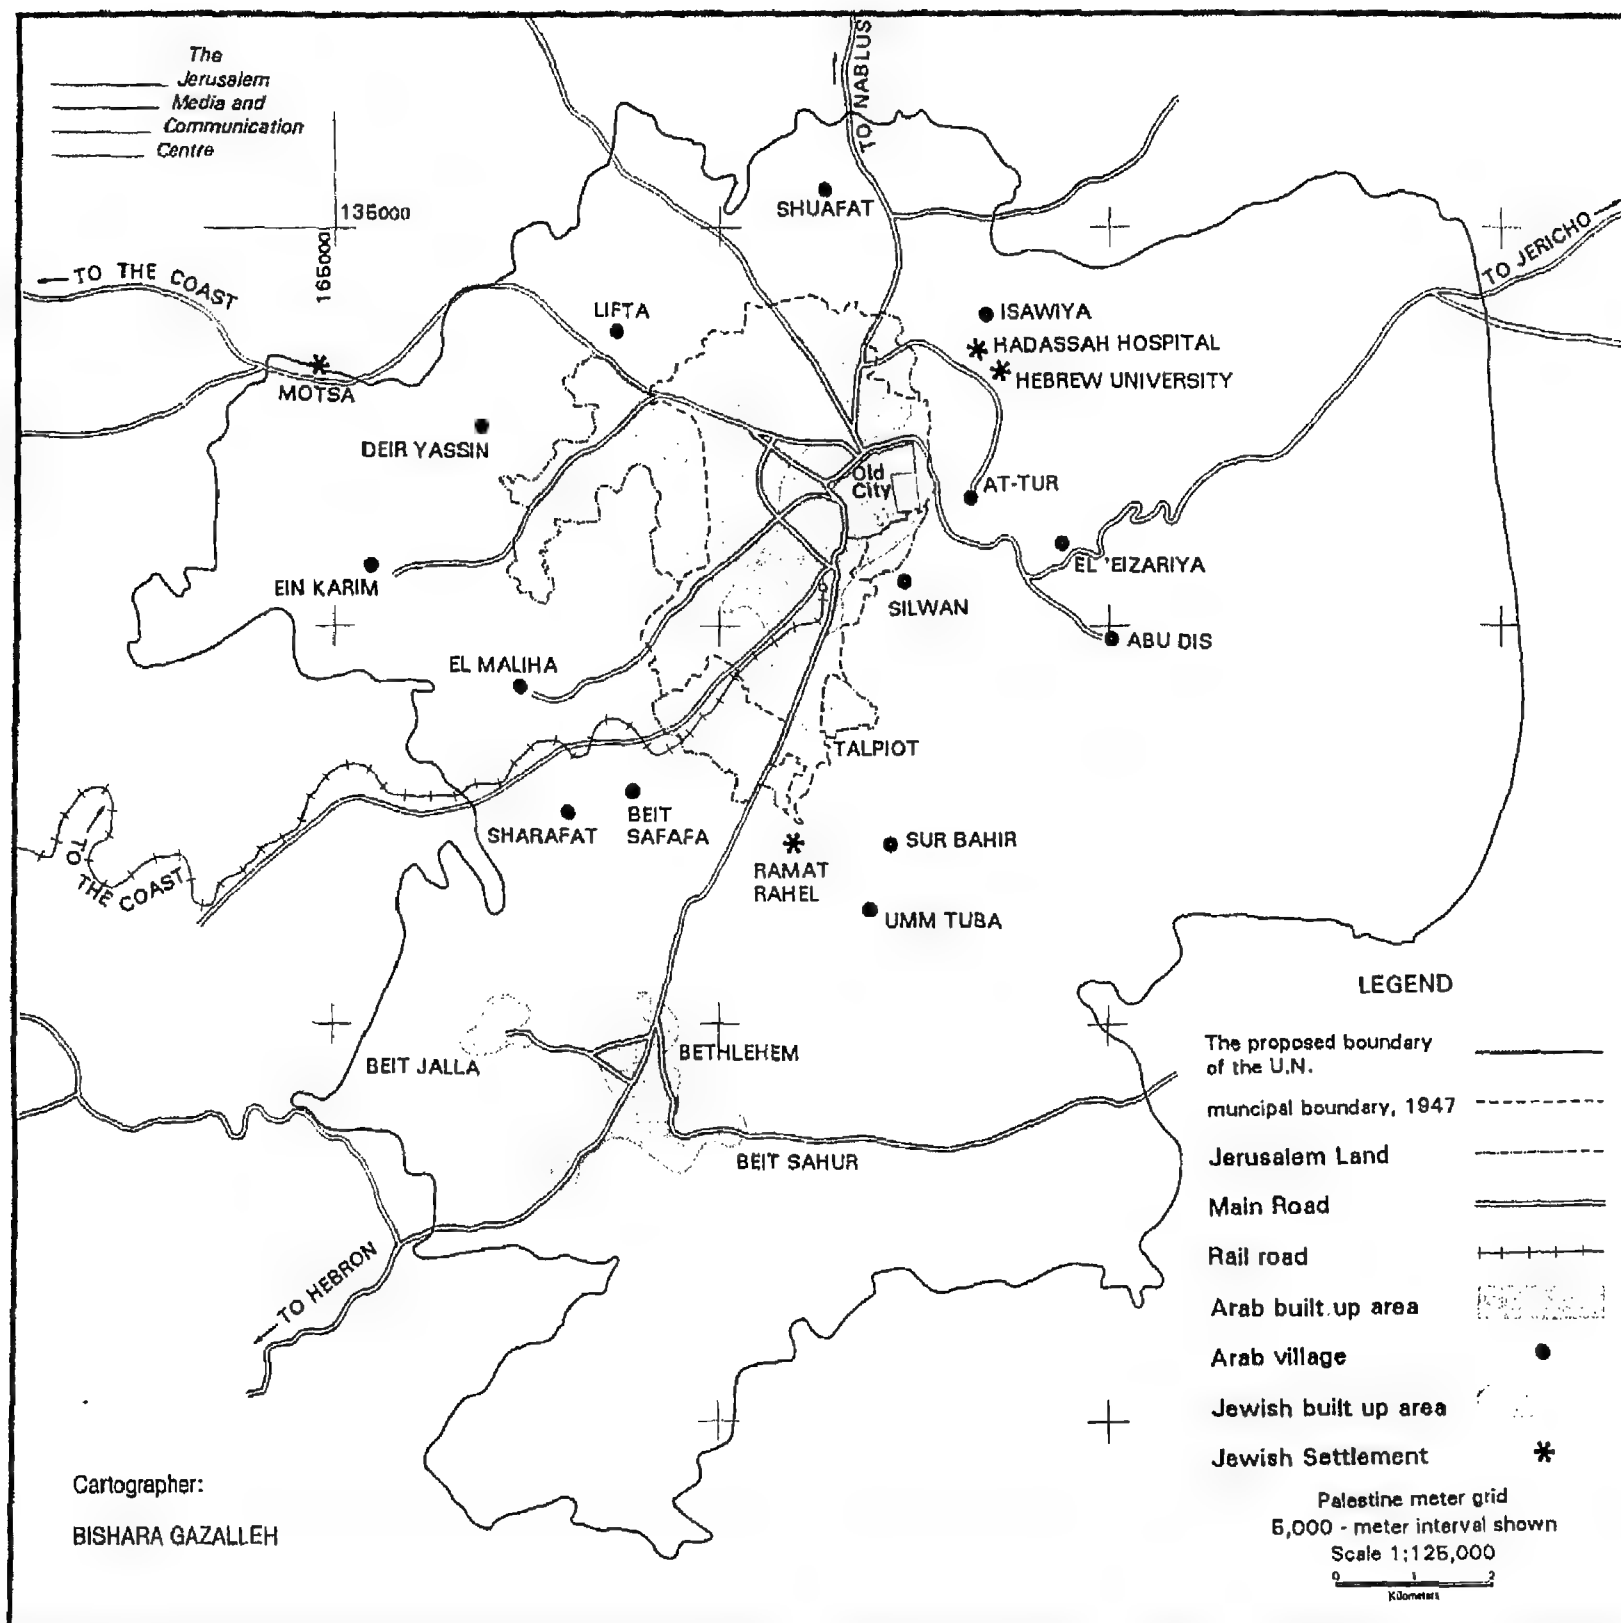 The
Jerusalem
Media and
Communication
Centre
TO NABLUS
135000
165000
SHUAFAT
TO THE COAST
TO JERICHO
LIFTA
ISAWIYA
HADASSAH HOSPITAL
HEBREW UNIVERSITY
MOTSA
DEIR YASSIN
Old
City
AT-TUR
EL 'EIZARIYA
EIN KARIM
SILWAN
ABU DIS
EL MALIHA
TALPIOT
SHARAFAT
BEIT
SAFAFA
SUR BAHIR
RAMAT
RAHEL
TO
THE COAST
UMM TUBA
BEIT JALLA
BETHLEHEM
BEIT SAHUR
TO HEBRON
LEGEND
The proposed boundary
of the U.N.
muncipal boundary, 1947
Jerusalem Land
Main Road
Rail road
Arab built up area
Arab village
Jewish built up area
Jewish Settlement
Palestine meter grid
5,000 - meter interval shown
Scale 1:125,000
0 1 2
Kilometers
Cartographer:
BISHARA GAZALLEH